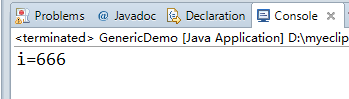 Problems @ Javadoc Declaration Console
<terminated> GenericDemo [Java Application] D:\myeclip
i=666